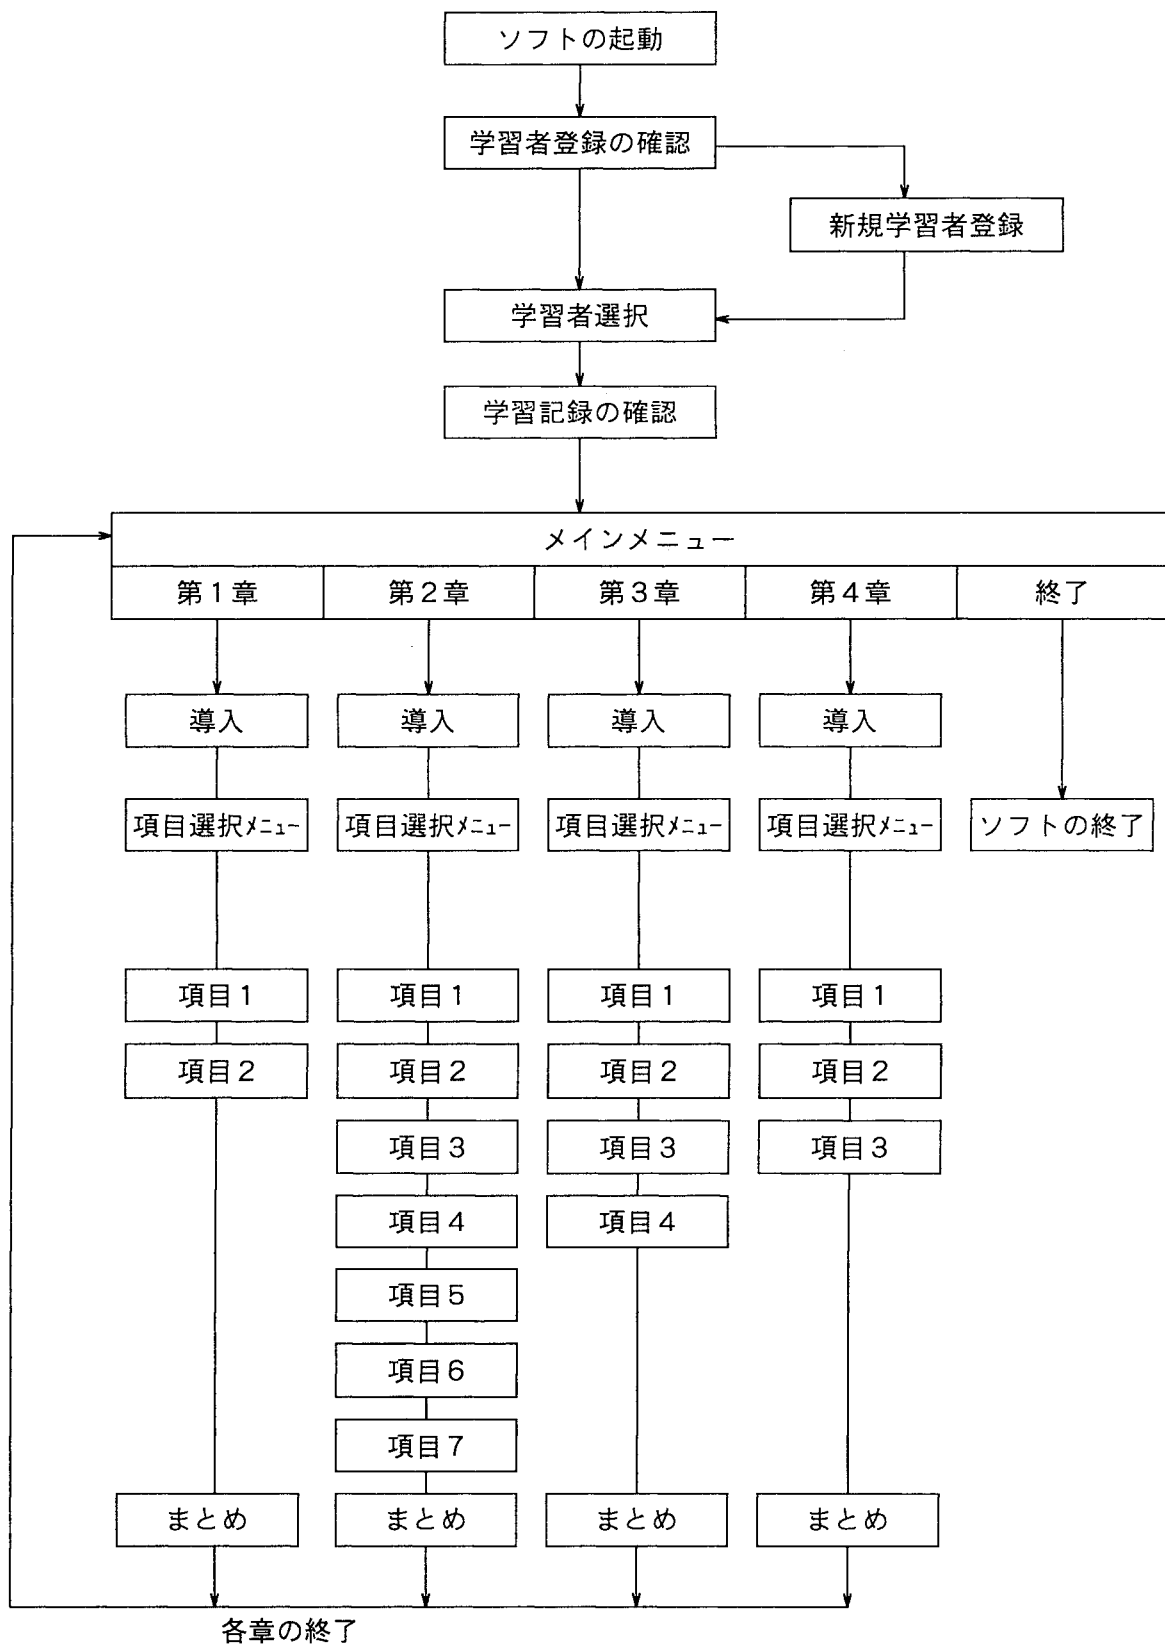 ソフトの起動
学習者登録の確認
新規学習者登録
学習者選択
学習記録の確認
メインメニュー
第1章 第2章 第3章 第4章 終了
導入 導入 導入 導入
項目選択メニュー 項目選択メニュー 項目選択メニュー 項目選択メニュー ソフトの終了
項目1 項目1 項目1 項目1
項目2 項目2 項目2 項目2
項目3 項目3 項目3
項目4 項目4
項目5
項目6
項目7
まとめ まとめ まとめ まとめ
各章の終了